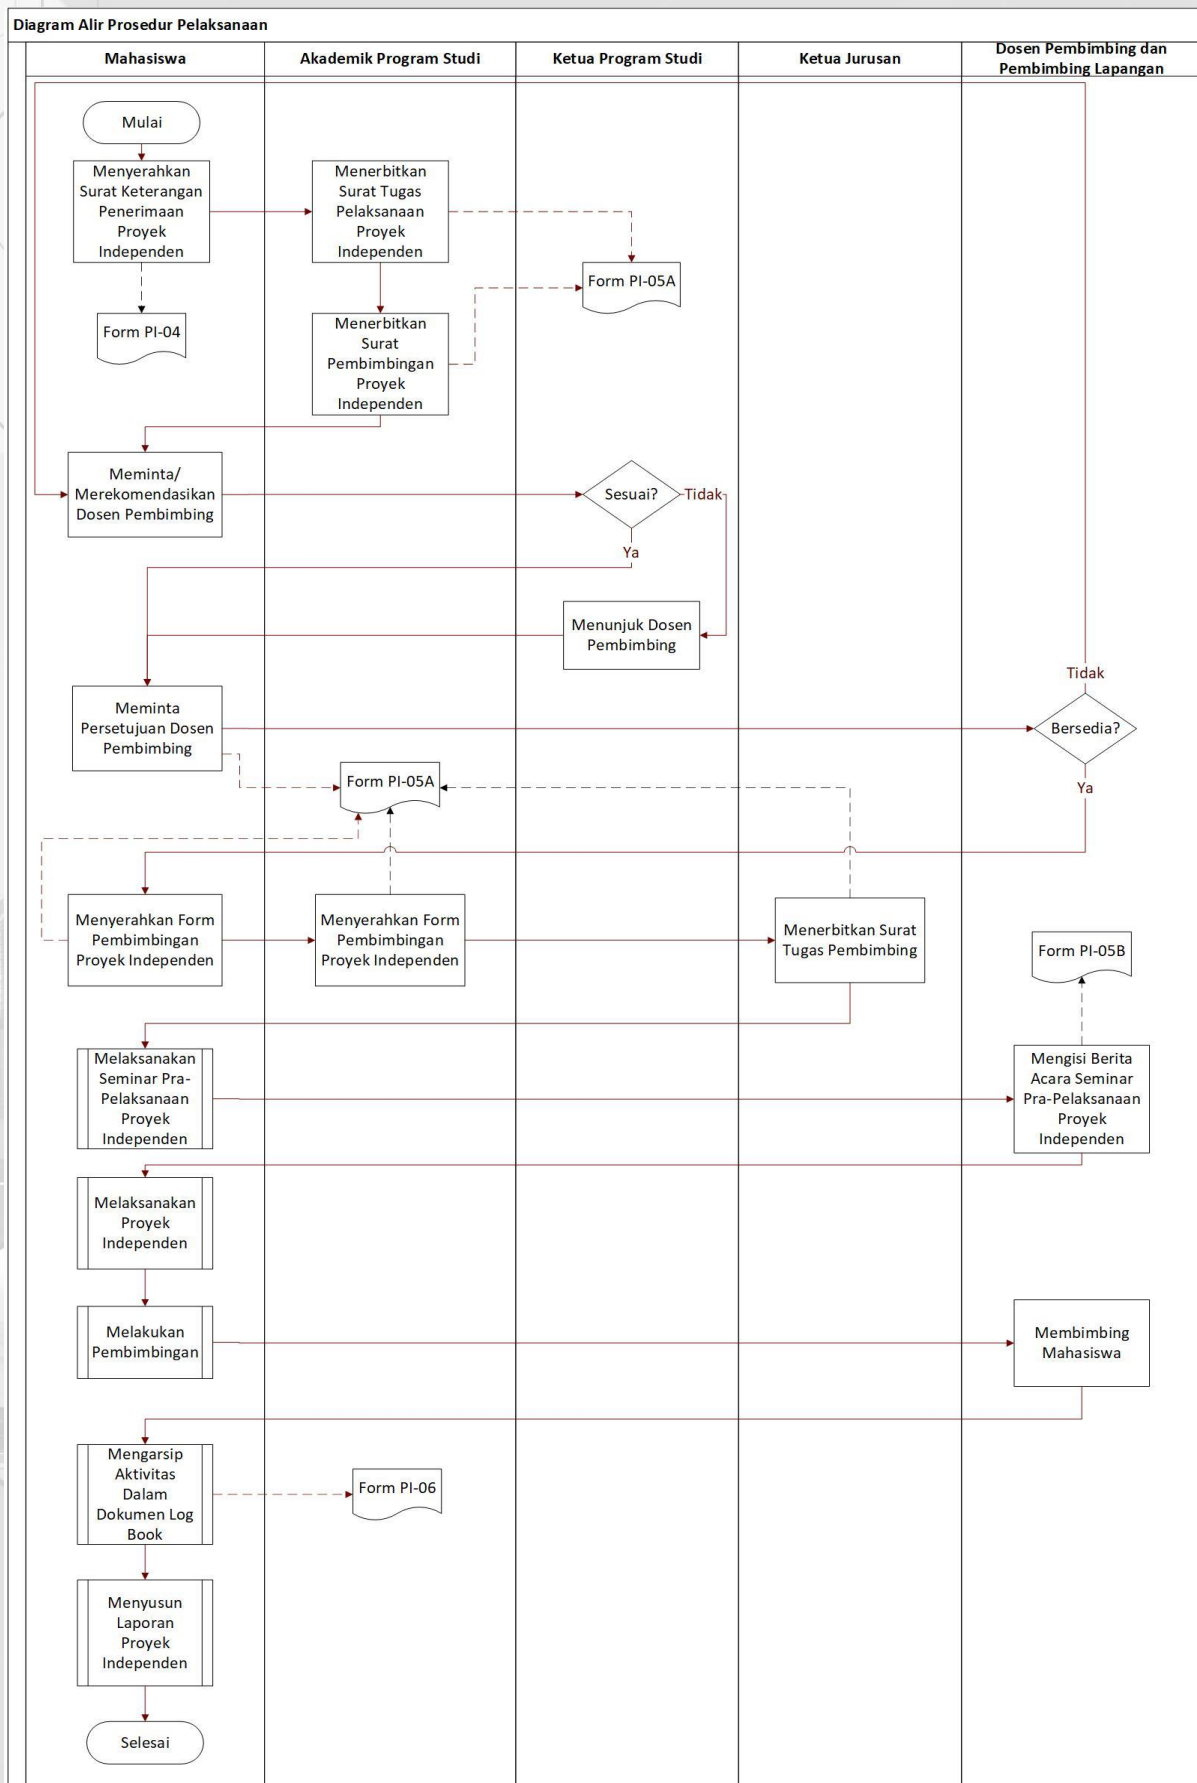 Diagram Alir Prosedur Pelaksanaan
Mahasiswa
Akademik Program Studi
Ketua Program Studi
Ketua Jurusan
Dosen Pembimbing dan
Pembimbing Lapangan
Mulai
Menyerahkan
Surat Keterangan
Penerimaan
Proyek
Independen
Menerbitkan
Surat Tugas
Pelaksanaan
Proyek
Independen
Form PI-05A
Form PI-04
Menerbitkan
Surat
Pembimbingan
Proyek
Independen
Meminta/
Merekomendasikan
Dosen Pembimbing
Sesuai?
Tidak
Ya
Menunjuk Dosen
Pembimbing
Tidak
Meminta
Persetujuan Dosen
Pembimbing
Bersedia?
Ya
Form PI-05A
Menyerahkan Form
Pembimbingan
Proyek Independen
Menyerahkan Form
Pembimbingan
Proyek Independen
Menerbitkan Surat
Tugas Pembimbing
Form PI-05B
Melaksanakan
Seminar Pra-
Pelaksanaan
Proyek
Independen
Mengisi Berita
Acara Seminar
Pra-Pelaksanaan
Proyek
Independen
Melaksanakan
Proyek
Independen
Melakukan
Pembimbingan
Membimbing
Mahasiswa
Mengarsip
Aktivitas
Dalam
Dokumen Log
Book
Form PI-06
Menyusun
Laporan
Proyek
Independen
Selesai